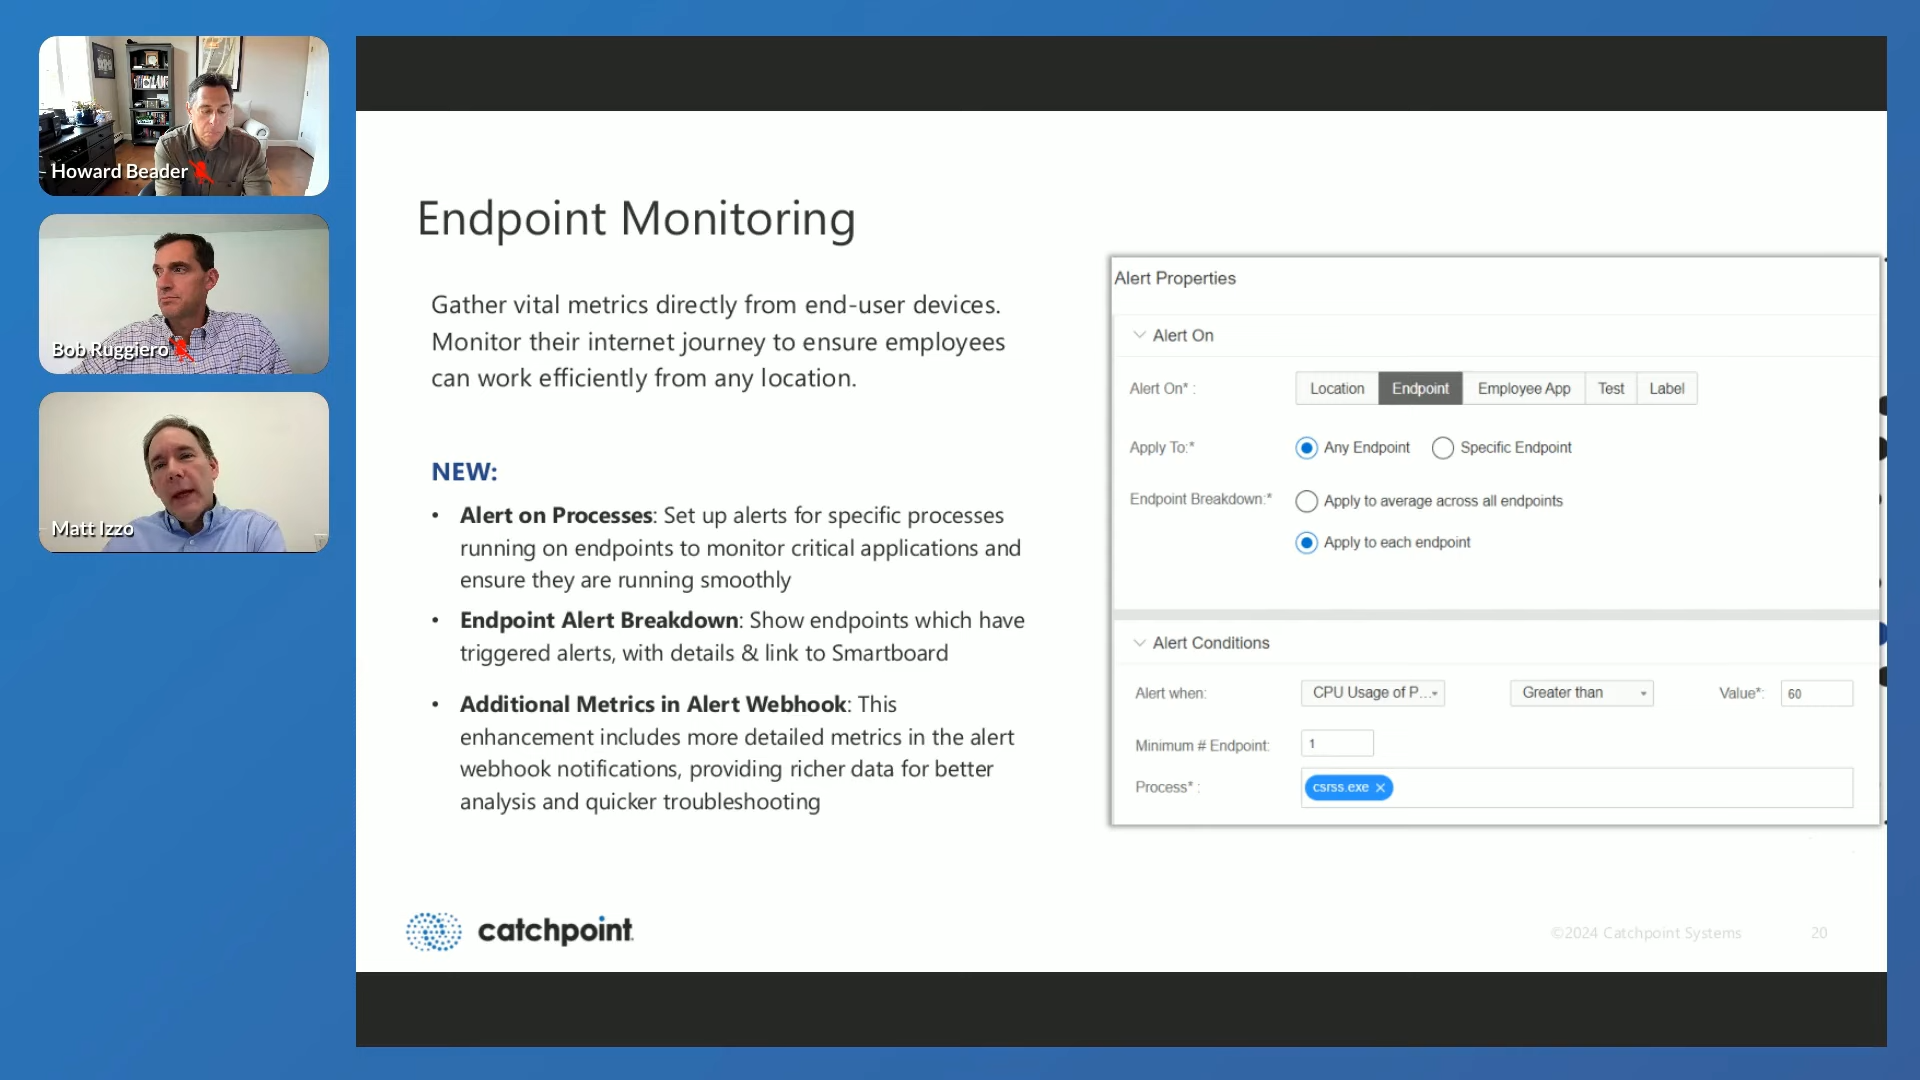 Howard Beader
Bob Ruggiero
Matt Izzo
Endpoint Monitoring
Gather vital metrics directly from end-user devices.
Monitor their internet journey to ensure employees
can work efficiently from any location.
NEW:
• Alert on Processes: Set up alerts for specific processes
running on endpoints to monitor critical applications and
ensure they are running smoothly
• Endpoint Alert Breakdown: Show endpoints which have
triggered alerts, with details & link to Smartboard
• Additional Metrics in Alert Webhook: This
enhancement includes more detailed metrics in the alert
webhook notifications, providing richer data for better
analysis and quicker troubleshooting
Alert Properties
Alert On
Alert On* : Location Endpoint Employee App Test Label
Apply To:* Any Endpoint Specific Endpoint
Endpoint Breakdown:* Apply to average across all endpoints
Apply to each endpoint
Alert Conditions
Alert when: CPU Usage of P... Greater than Value*: 60
Minimum # Endpoint: 1
Process* : csrss.exe ×
catchpoint.
©2024 Catchpoint Systems 20